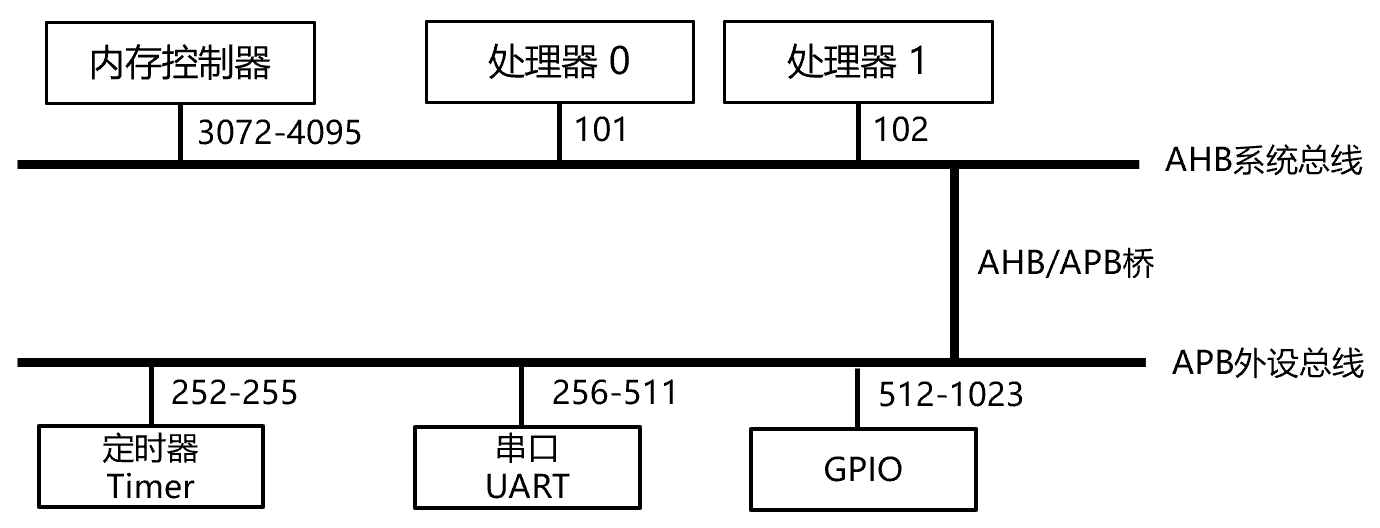 内存控制器
处理器 0
处理器 1
3072-4095
101
102
AHB系统总线
AHB/APB桥
APB外设总线
252-255
256-511
512-1023
定时器
Timer
串口
UART
GPIO